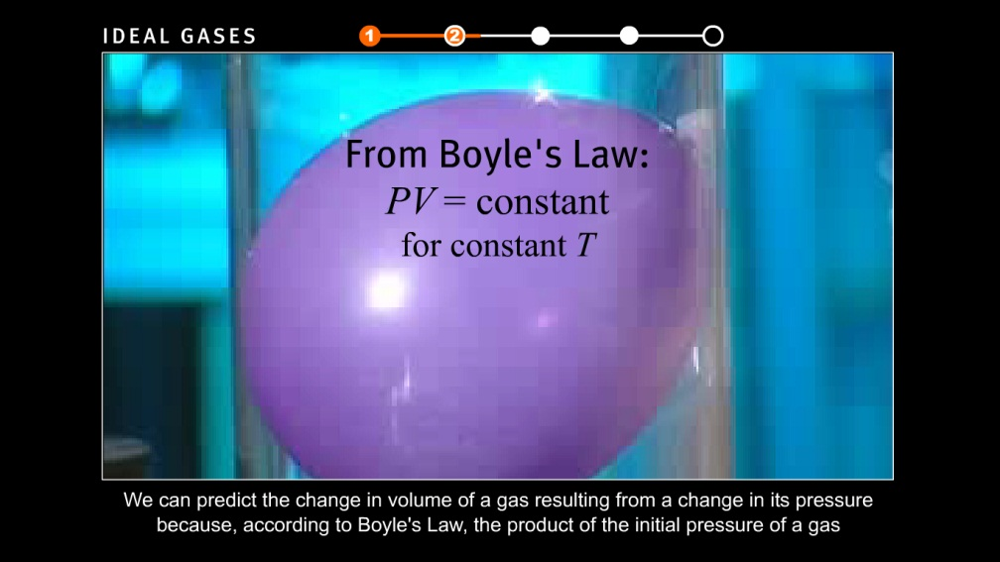 IDEAL GASES
1 2
From Boyle's Law:
PV = constant
for constant T
We can predict the change in volume of a gas resulting from a change in its pressure
because, according to Boyle's Law, the product of the initial pressure of a gas